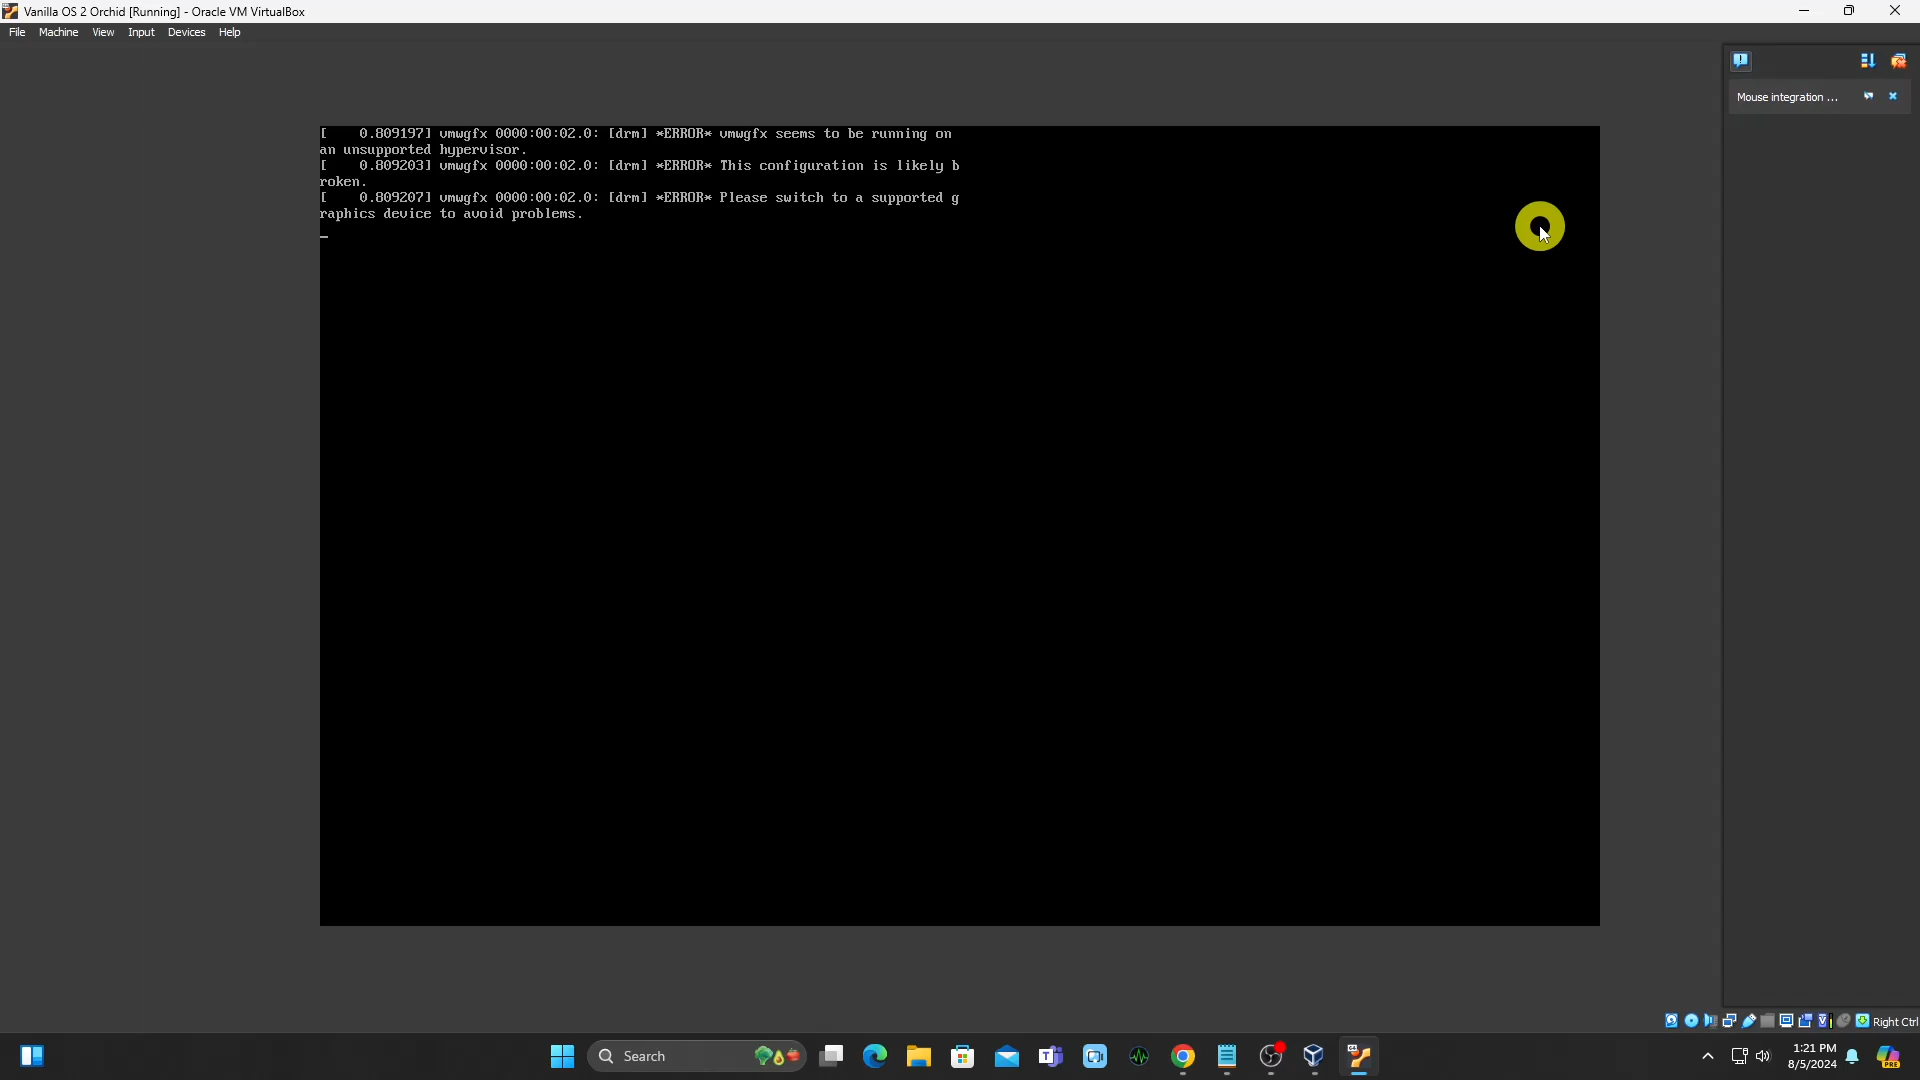 Vanilla OS 2 Orchid [Running] - Oracle VM VirtualBox
File Machine View Input Devices Help
Mouse integration ...
[    0.809197] vmwgfx 0000:00:02.0: [drm] *ERROR* vmwgfx seems to be running on
an unsupported hypervisor.
[    0.809203] vmwgfx 0000:00:02.0: [drm] *ERROR* This configuration is likely b
roken.
[    0.809207] vmwgfx 0000:00:02.0: [drm] *ERROR* Please switch to a supported g
raphics device to avoid problems.
_
Right Ctrl
Search
1:21 PM
8/5/2024
PRE